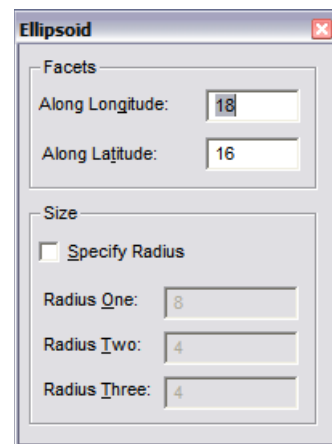 Ellipsoid
Facets
Along Longitude: 18
Along Latitude: 16
Size
Specify Radius
Radius One: 8
Radius Two: 4
Radius Three: 4